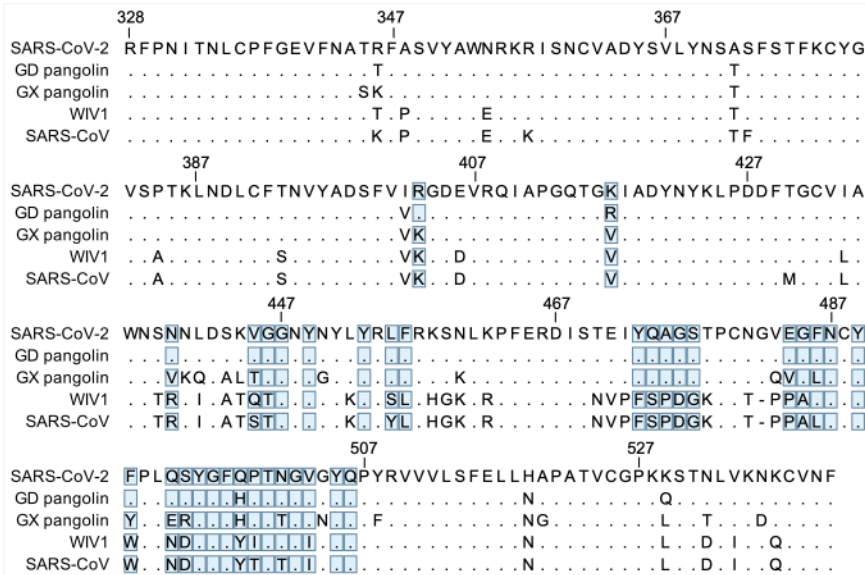 328 347 367
SARS-CoV-2 RFPNITNLCPFGEVFNATRFASVYAWNRKRISNCVADYSVLYNSASFSTFKCYG
GD pangolin ..................T.........................T.........
GX pangolin .................SK.........................T.........
WIV1 ..................T.P.....E.................T.........
SARS-CoV ..................K.P.....E..K..............TF........
387 407 427
SARS-CoV-2 VSPTKLNDLCFTNVYADSFVIRGDEVRQIAPGQTGKIADYNYKLPDDFTGCVIA
GD pangolin ....................V..............R..................
GX pangolin ....................VK.............V..................
WIV1 ..A........S........VK..D..........V................L.
SARS-CoV ..A........S........VK..D..........V............M...L.
447 467 487
SARS-CoV-2 WNSNNLDSKVGGNYNYLYRLFRKSNLKPFERDISTEIYQAGSTPCNGVEGFNCY
GD pangolin ......................................................
GX pangolin ...VKQ.ALT....G.........K......................QV.L...
WIV1 ..TR.I.ATQT.....K..SL.HGK.R.......NVPFSPDGK..T-PPA....
SARS-CoV ..TR.I.ATST.....K..YL.HGK.R.......NVPFSPDGK..T-PPAL...
507 527
SARS-CoV-2 FPLQSYGFQPTNGVGYQPYRVVVLSFELLHAPATVCGPKKSTNLVKNKCVNF
GD pangolin ........H....................N.........Q............
GX pangolin Y..ER...H..T..N...F..........NG........L..T...D.....
WIV1 W..ND...YI...I...............N.........L..D.I..Q....
SARS-CoV W..ND...YT.T.I...............N.........L..D.I..Q....